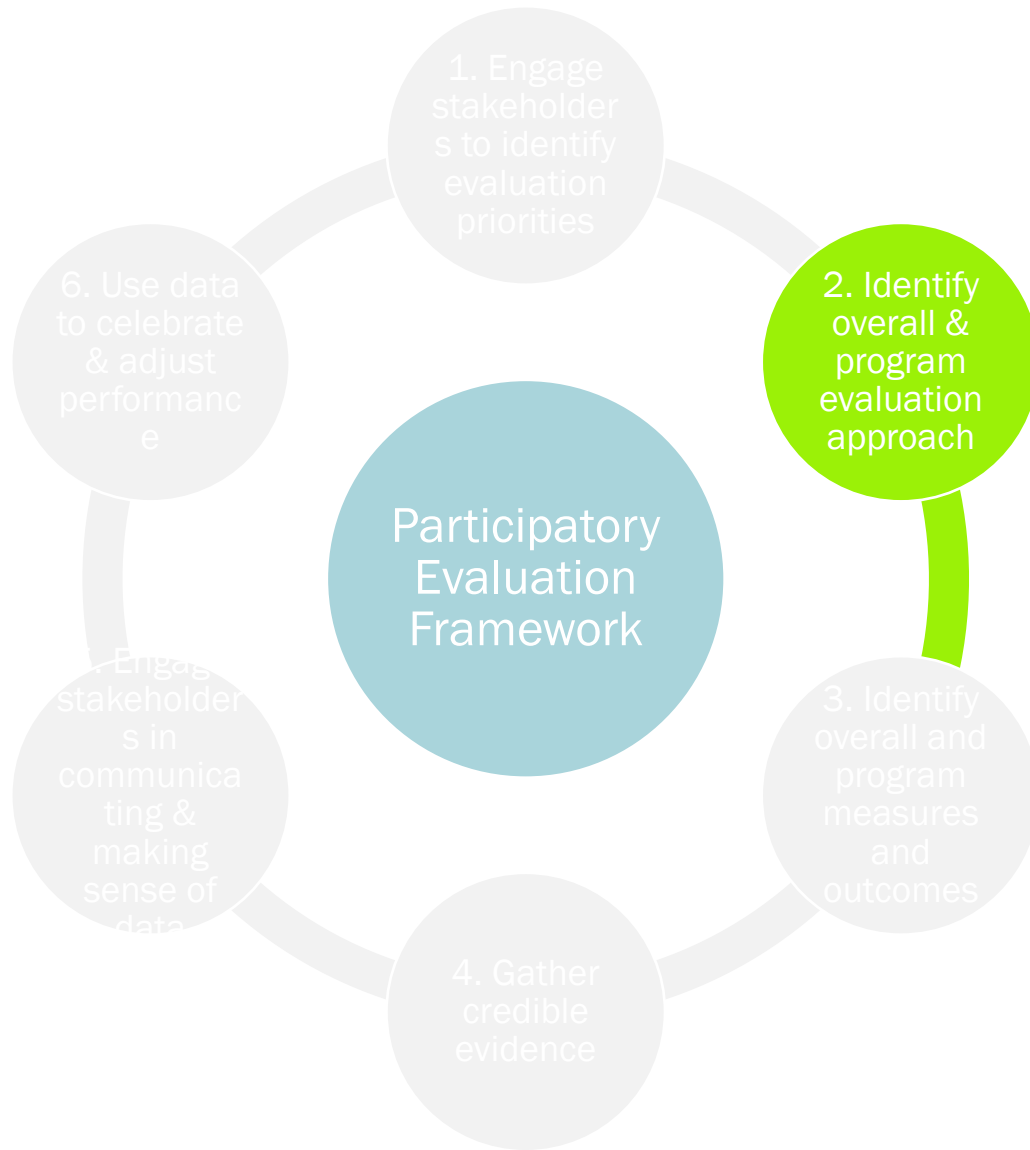 1. Engage
stakeholder
s to identify
evaluation
priorities
2. Identify
overall &
program
evaluation
approach
3. Identify
overall and
program
measures
and
outcomes
4. Gather
credible
evidence
Engage
stakeholder
s in
communica
ting &
making
sense of
data
6. Use data
to celebrate
& adjust
performanc
e
Participatory
Evaluation
Framework